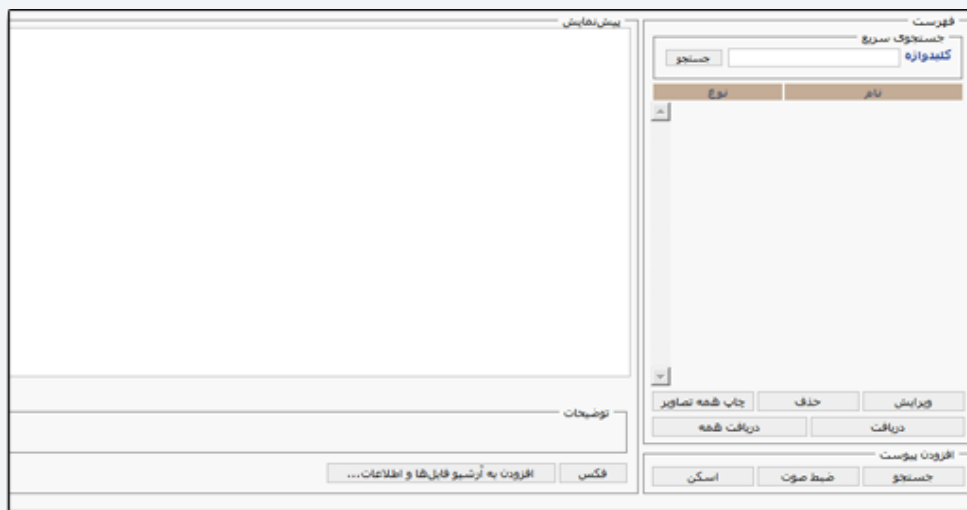 فهرست
جستجوی سریع
کلیدواژه
جستجو
نام
نوع
ویرایش
حذف
چاپ همه تصاویر
دریافت
دریافت همه
افزودن پیوست
جستجو
ضبط صوت
اسکن
پیش‌نمایش
توضیحات
فکس
افزودن به آرشیو فایل‌ها و اطلاعات...